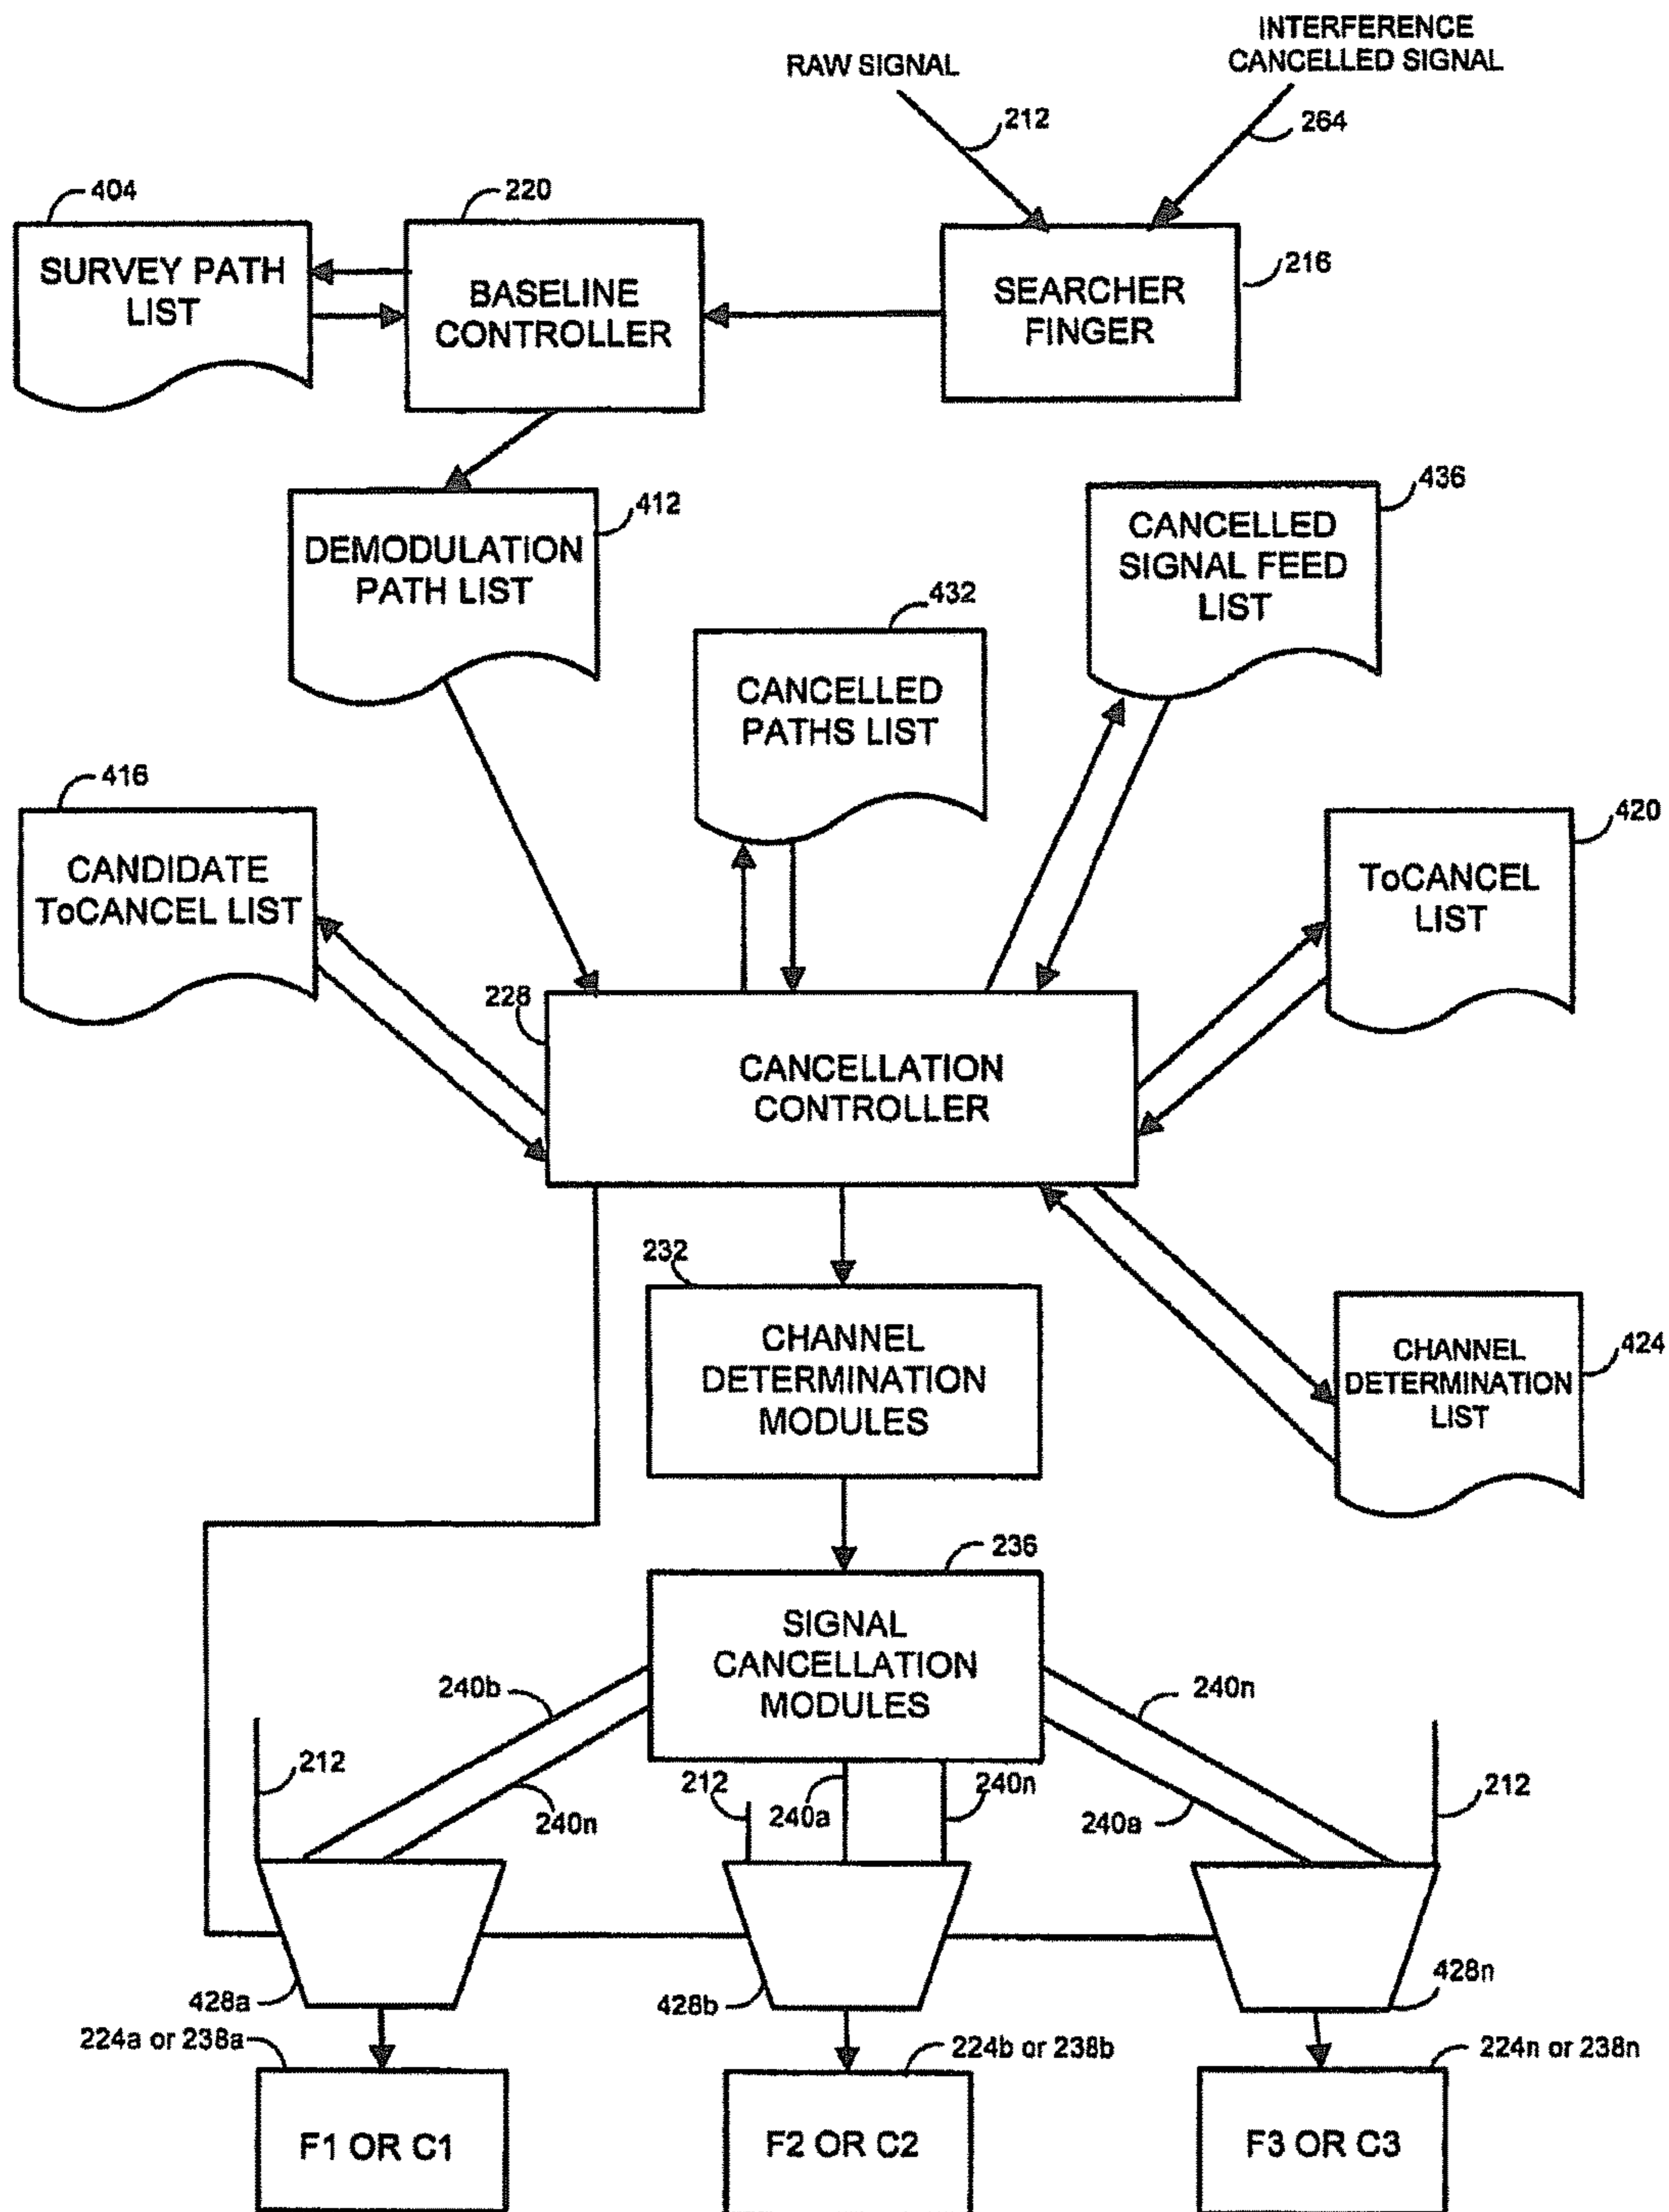 INTERFERENCE
CANCELLED SIGNAL
RAW SIGNAL
212
264
404
220
SURVEY PATH
LIST
BASELINE
CONTROLLER
SEARCHER
FINGER
216
412
DEMODULATION
PATH LIST
436
CANCELLED
SIGNAL FEED
LIST
432
CANCELLED
PATHS LIST
416
CANDIDATE
ToCANCEL LIST
420
ToCANCEL
LIST
228
CANCELLATION
CONTROLLER
232
CHANNEL
DETERMINATION
MODULES
424
CHANNEL
DETERMINATION
LIST
236
SIGNAL
CANCELLATION
MODULES
240b
240n
212
240n
212
240a
240n
240a
212
428a
428b
428n
224a or 238a
224b or 238b
224n or 238n
F1 OR C1
F2 OR C2
F3 OR C3